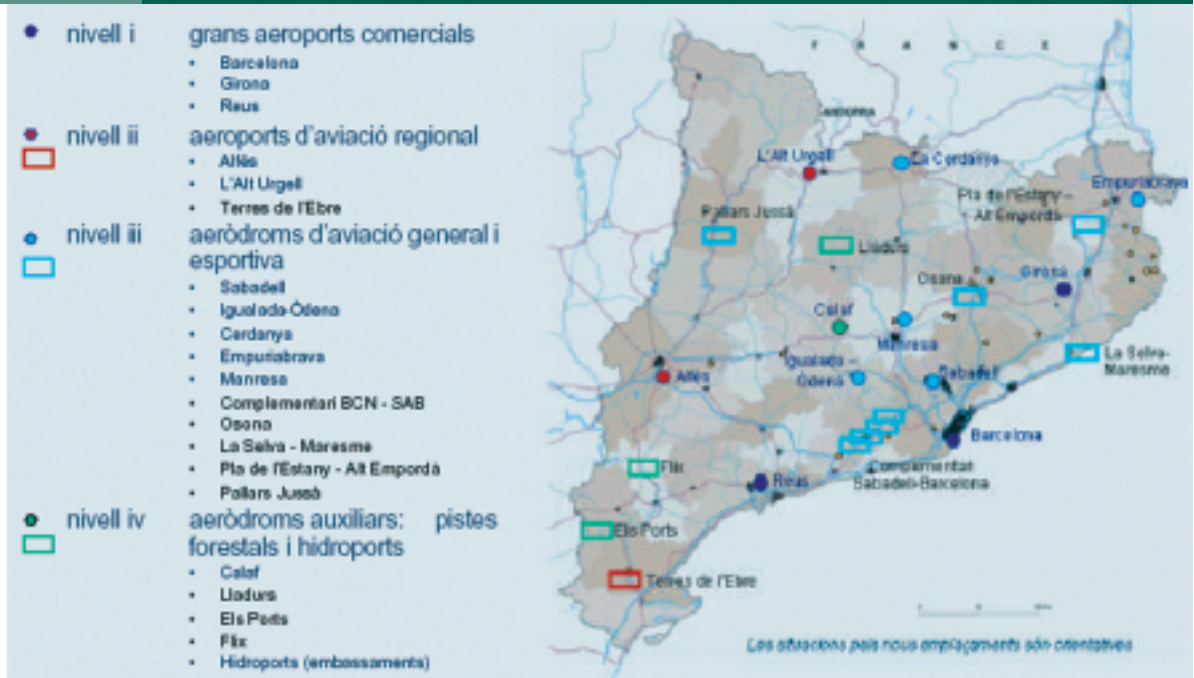 nivell i grans aeroports comercials
• Barcelona
• Girona
• Reus
nivell ii aeroports d'aviació regional
• Alfés
• L'Alt Urgell
• Terres de l'Ebre
nivell iii aeròdroms d'aviació general i
esportiva
• Sabadell
• Igualada-Òdena
• Cerdanya
• Empuriabrava
• Manresa
• Complementari BCN - SAB
• Osona
• La Selva - Maresme
• Pla de l'Estany - Alt Empordà
• Pallars Jussà
nivell iv aeròdroms auxiliars: pistes
forestals i hidroports
• Calaf
• Lladurs
• Els Ports
• Flix
• Hidroports (embassaments)
F R A N C E
ANDORRA
L'Alt Urgell
La Cerdanya
Pla de l'Estany –
Alt Empordà
Empuriabrava
Pallars Jussà
Lladurs
Osona
Girona
Calaf
Manresa
La Selva-
Maresme
Igualada –
Òdena
Sabadell
Alfés
Barcelona
Flix
Reus
Complementari
Sabadell-Barcelona
Els Ports
Terres de l'Ebre
Les situacions pels nous emplaçaments són orientatives